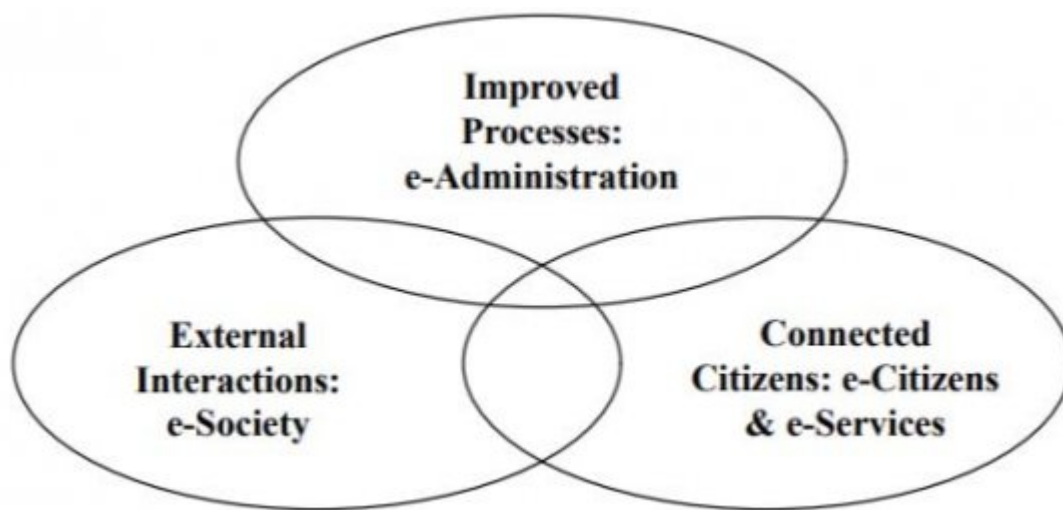 Improved
Processes:
e-Administration
External
Interactions:
e-Society
Connected
Citizens: e-Citizens
& e-Services